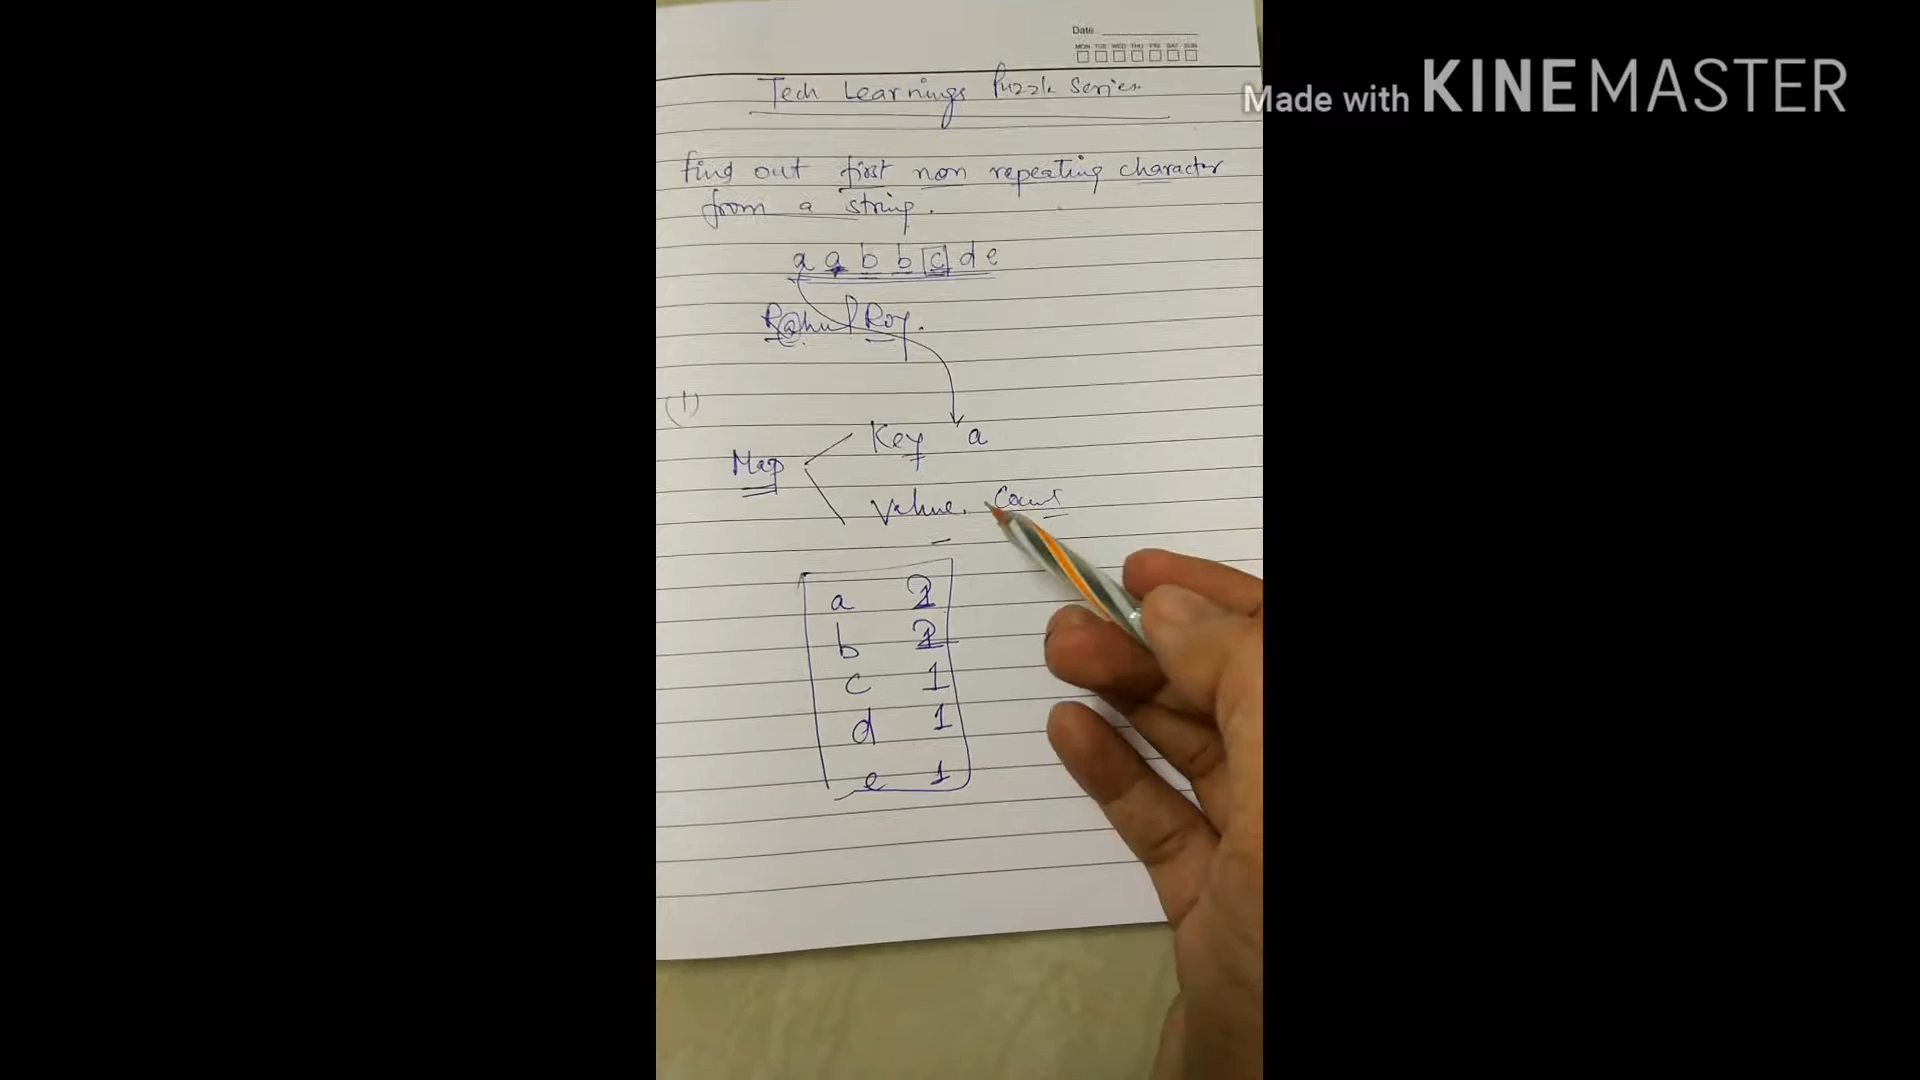 Date
MON TUE WED THU FRI SAT SUN
Tech Learnings Puzzle Series
Made with KINEMASTER
find out first non repeating character
from a string.
a a b b c d e
Rahul Roy.
(1)
Key a
Map
Value. Count
a 2
b 2
c 1
d 1
e 1